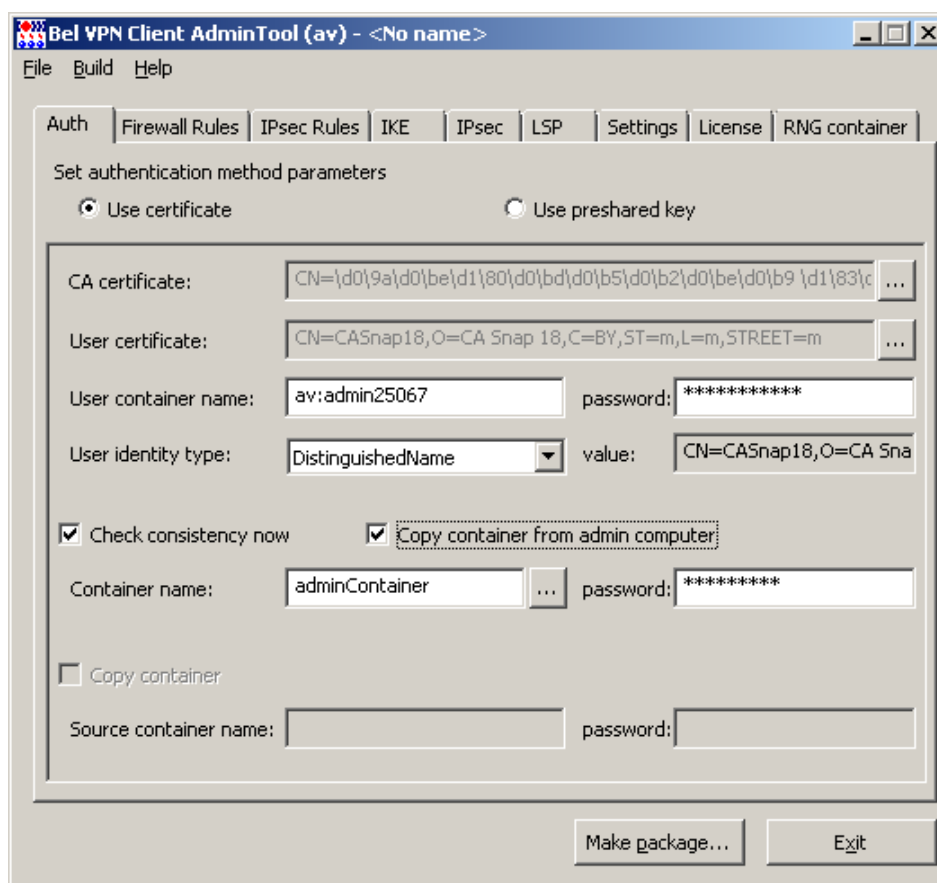 Bel VPN Client AdminTool (av) - <No name>
File Build Help
Auth Firewall Rules IPsec Rules IKE IPsec LSP Settings License RNG container
Set authentication method parameters
Use certificate Use preshared key
CA certificate: CN=\d0\9a\d0\be\d1\80\d0\bd\d0\b5\d0\b2\d0\be\d0\b9 \d1\83\c ...
User certificate: CN=CASnap18,O=CA Snap 18,C=BY,ST=m,L=m,STREET=m ...
User container name: av:admin25067 password: ***********
User identity type: DistinguishedName value: CN=CASnap18,O=CA Sna
Check consistency now Copy container from admin computer
Container name: adminContainer ... password: *********
Copy container
Source container name: password:
Make package... Exit